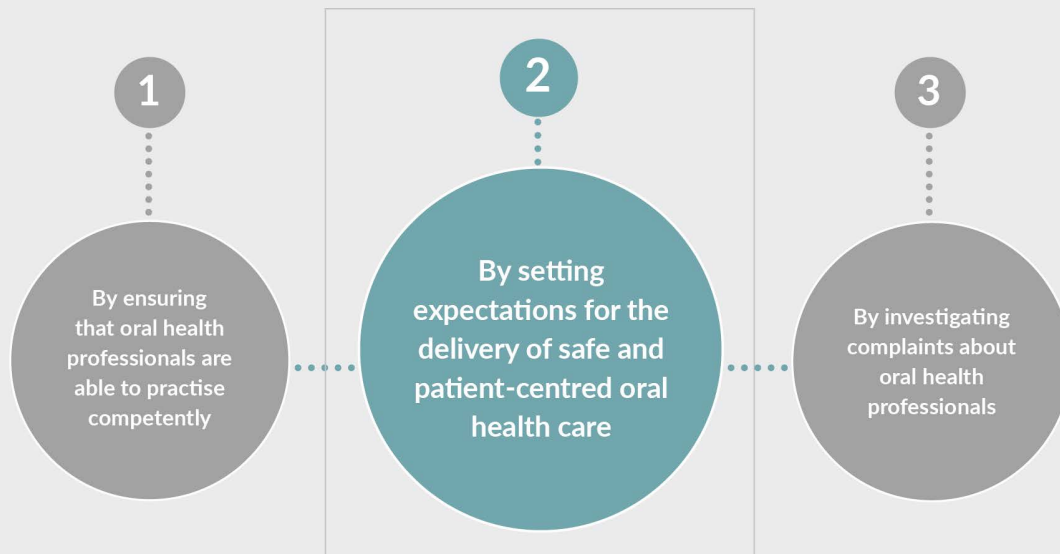 1
By ensuring
that oral health
professionals are
able to practise
competently
2
By setting
expectations for the
delivery of safe and
patient-centred oral
health care
3
By investigating
complaints about
oral health
professionals